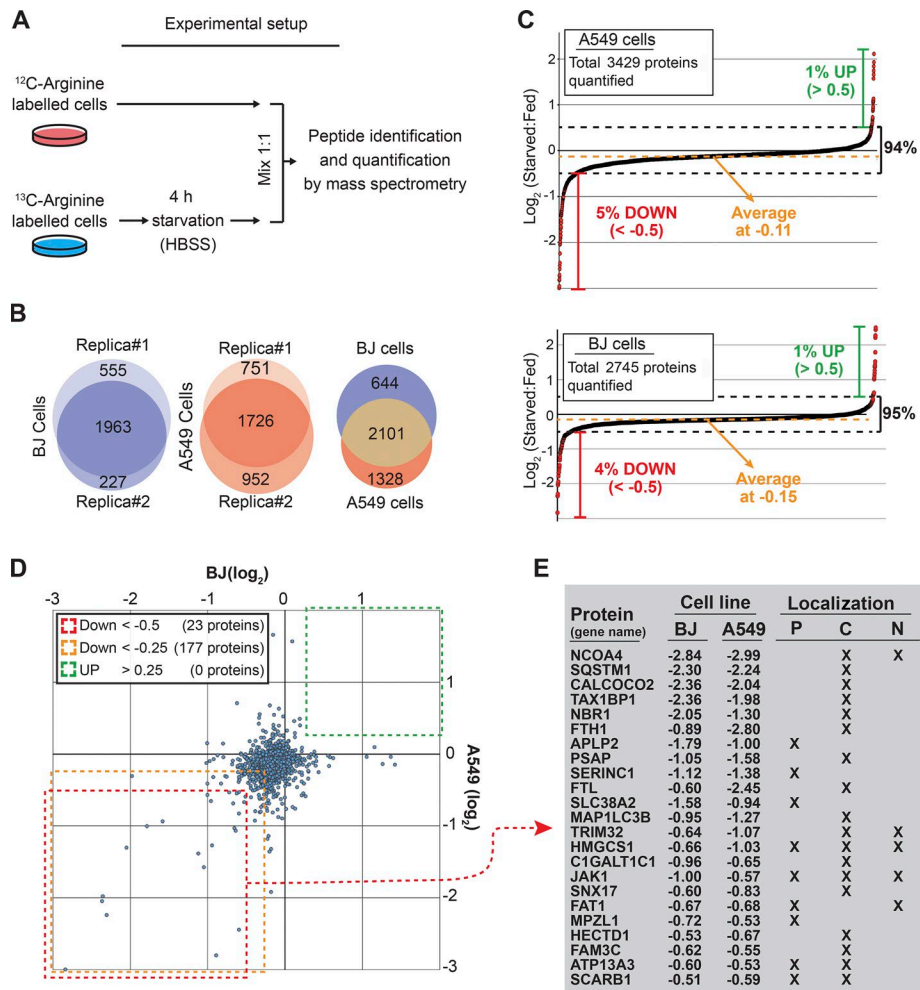 A
Experimental setup
12C-Arginine
labelled cells
13C-Arginine
labelled cells
4 h
starvation
(HBSS)
Mix 1:1
Peptide identification
and quantification
by mass spectrometry
B
Replica#1
555
1963
227
Replica#2
BJ Cells
Replica#1
751
1726
952
Replica#2
A549 Cells
BJ cells
644
2101
1328
A549 cells
C
A549 cells
Total 3429 proteins
quantified
Log2 (Starved:Fed)
2
1
0
-1
-2
1% UP
(> 0.5)
94%
5% DOWN
(< -0.5)
Average
at -0.11
BJ cells
Total 2745 proteins
quantified
Log2 (Starved:Fed)
2
1
0
-1
-2
1% UP
(> 0.5)
95%
4% DOWN
(< -0.5)
Average
at -0.15
D
BJ(log2)
-3 -2 -1 0 1 2
Down < -0.5 (23 proteins)
Down < -0.25 (177 proteins)
UP > 0.25 (0 proteins)
1
0
-1
-2
-3
A549 (log2)
E
Protein Cell line Localization
(gene name) BJ A549 P C N
NCOA4 -2.84 -2.99 X X
SQSTM1 -2.30 -2.24 X
CALCOCO2 -2.36 -2.04 X
TAX1BP1 -2.36 -1.98 X
NBR1 -2.05 -1.30 X
FTH1 -0.89 -2.80 X
APLP2 -1.79 -1.00 X
PSAP -1.05 -1.58 X
SERINC1 -1.12 -1.38 X
FTL -0.60 -2.45 X
SLC38A2 -1.58 -0.94 X
MAP1LC3B -0.95 -1.27 X
TRIM32 -0.64 -1.07 X X
HMGCS1 -0.66 -1.03 X X X
C1GALT1C1 -0.96 -0.65 X
JAK1 -1.00 -0.57 X X X
SNX17 -0.60 -0.83 X
FAT1 -0.67 -0.68 X X
MPZL1 -0.72 -0.53 X
HECTD1 -0.53 -0.67 X
FAM3C -0.62 -0.55 X
ATP13A3 -0.60 -0.53 X X
SCARB1 -0.51 -0.59 X X